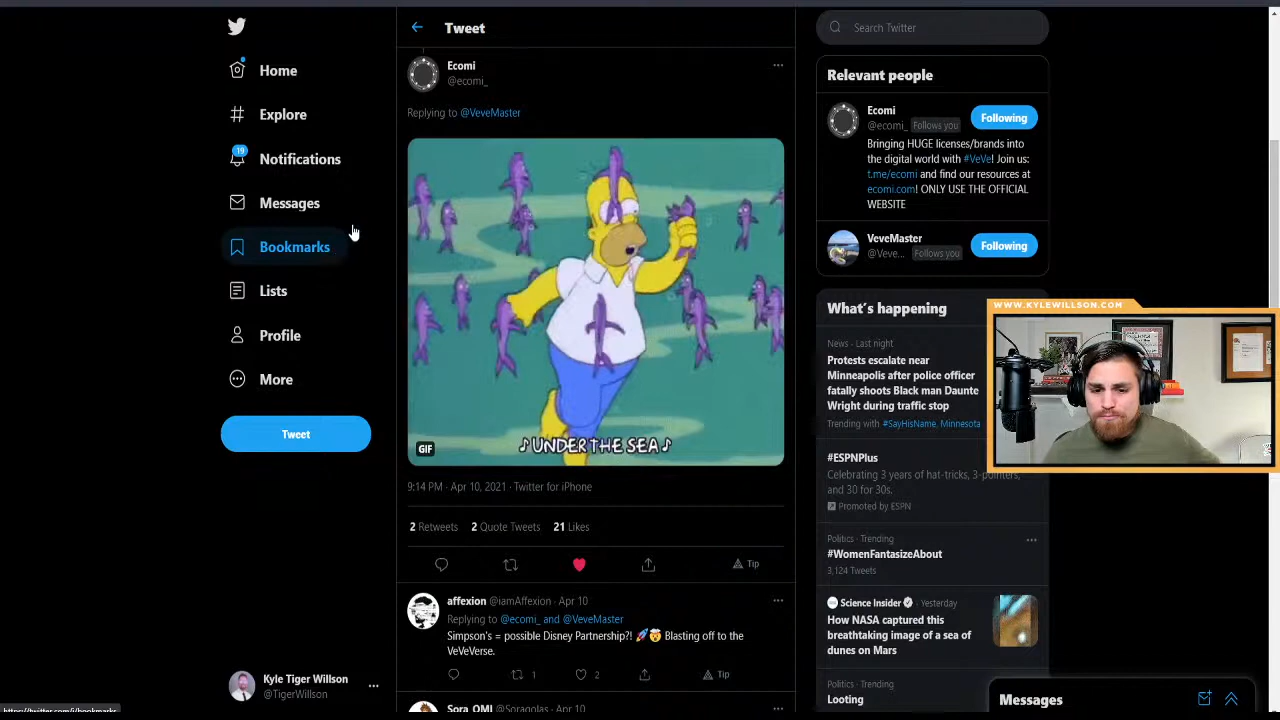 Home
Explore
19
Notifications
Messages
Bookmarks
Lists
Profile
More
Tweet
Kyle Tiger Willson
@TigerWillson
https://twitter.com/i/bookmarks
Tweet
Ecomi
@ecomi_
Replying to @VeveMaster
♪UNDER THE SEA♪
GIF
9:14 PM · Apr 10, 2021 · Twitter for iPhone
2 Retweets 2 Quote Tweets 21 Likes
Tip
affexion @iamAffexion · Apr 10
Replying to @ecomi_ and @VeveMaster
Simpson's = possible Disney Partnership?! 🚀🤯 Blasting off to the
VeVeVerse.
1
2
Tip
Sora OMI @Soragolas · Apr 10
Search Twitter
Relevant people
Ecomi
@ecomi_ Follows you
Following
Bringing HUGE licenses/brands into
the digital world with #VeVe! Join us:
t.me/ecomi and find our resources at
ecomi.com! ONLY USE THE OFFICIAL
WEBSITE
VeveMaster
@Veve... Follows you
Following
What's happening
News · Last night
Protests escalate near
Minneapolis after police officer
fatally shoots Black man Daunte
Wright during traffic stop
Trending with #SayHisName, Minnesota
#ESPNPlus
Celebrating 3 years of hat-tricks, 3-pointers,
and 30 for 30s.
Promoted by ESPN
Politics · Trending
#WomenFantasizeAbout
3,124 Tweets
Science Insider · Yesterday
How NASA captured this
breathtaking image of a sea of
dunes on Mars
Politics · Trending
Looting
WWW.KYLEWILLSON.COM
Messages